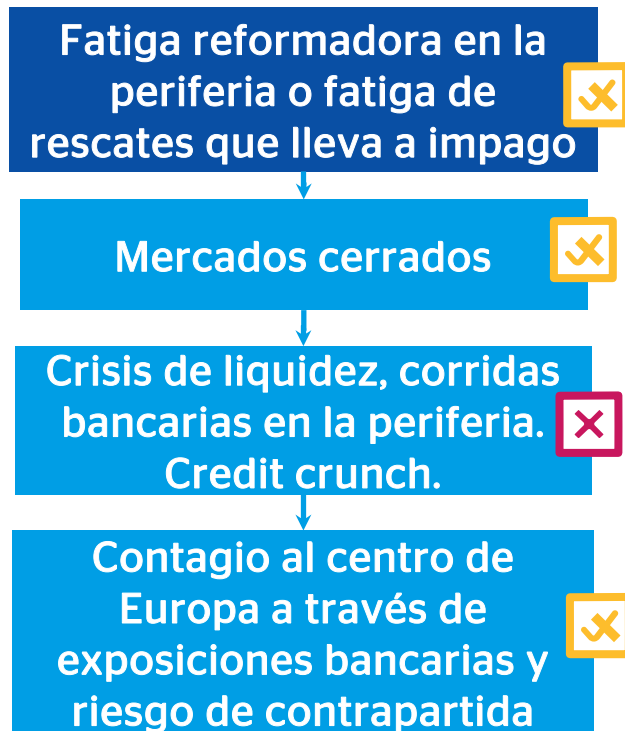 Fatiga reformadora en la
periferia o fatiga de
rescates que lleva a impago
Mercados cerrados
Crisis de liquidez, corridas
bancarias en la periferia.
Credit crunch.
Contagio al centro de
Europa a través de
exposiciones bancarias y
riesgo de contrapartida